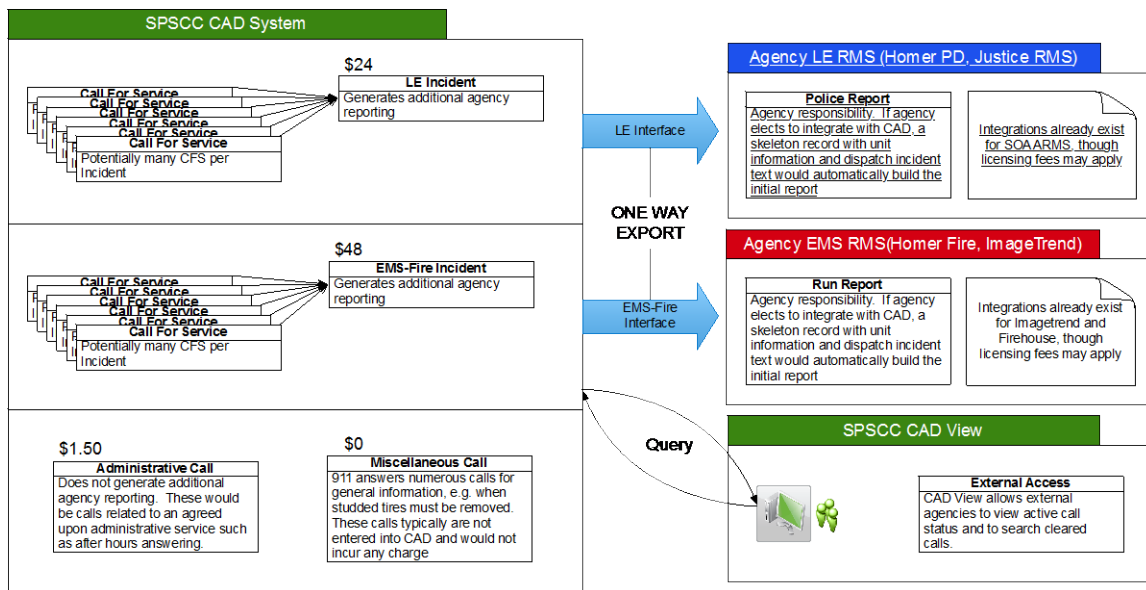 SPSCC CAD System
$24
Call For Service
Call For Service
Call For Service
Call For Service
Call For Service
Call For Service
Potentially many CFS per
Incident
LE Incident
Generates additional agency
reporting
$48
Call For Service
Call For Service
Call For Service
Call For Service
Call For Service
Call For Service
Potentially many CFS per
Incident
EMS-Fire Incident
Generates additional agency
reporting
$1.50
Administrative Call
Does not generate additional
agency reporting. These would
be calls related to an agreed
upon administrative service such
as after hours answering.
$0
Miscellaneous Call
911 answers numerous calls for
general information, e.g. when
studded tires must be removed.
These calls typically are not
entered into CAD and would not
incur any charge
LE Interface
ONE WAY
EXPORT
EMS-Fire
Interface
Query
Agency LE RMS (Homer PD, Justice RMS)
Police Report
Agency responsibility. If agency
elects to integrate with CAD, a
skeleton record with unit
information and dispatch incident
text would automatically build the
initial report
Integrations already exist
for SOA ARMS, though
licensing fees may apply
Agency EMS RMS(Homer Fire, ImageTrend)
Run Report
Agency responsibility. If agency
elects to integrate with CAD, a
skeleton record with unit
information and dispatch incident
text would automatically build the
initial report
Integrations already exist
for Imagetrend and
Firehouse, though
licensing fees may apply
SPSCC CAD View
External Access
CAD View allows external
agencies to view active call
status and to search cleared
calls.